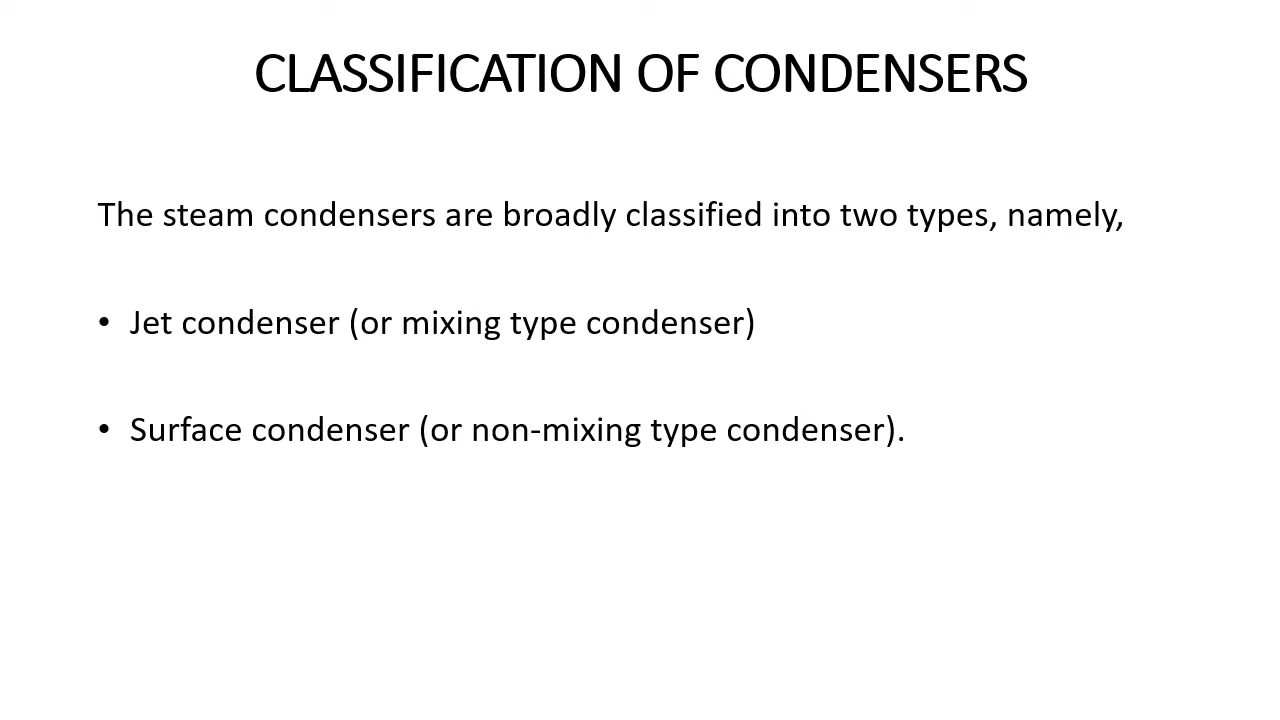 CLASSIFICATION OF CONDENSERS
The steam condensers are broadly classified into two types, namely,
• Jet condenser (or mixing type condenser)
• Surface condenser (or non-mixing type condenser).